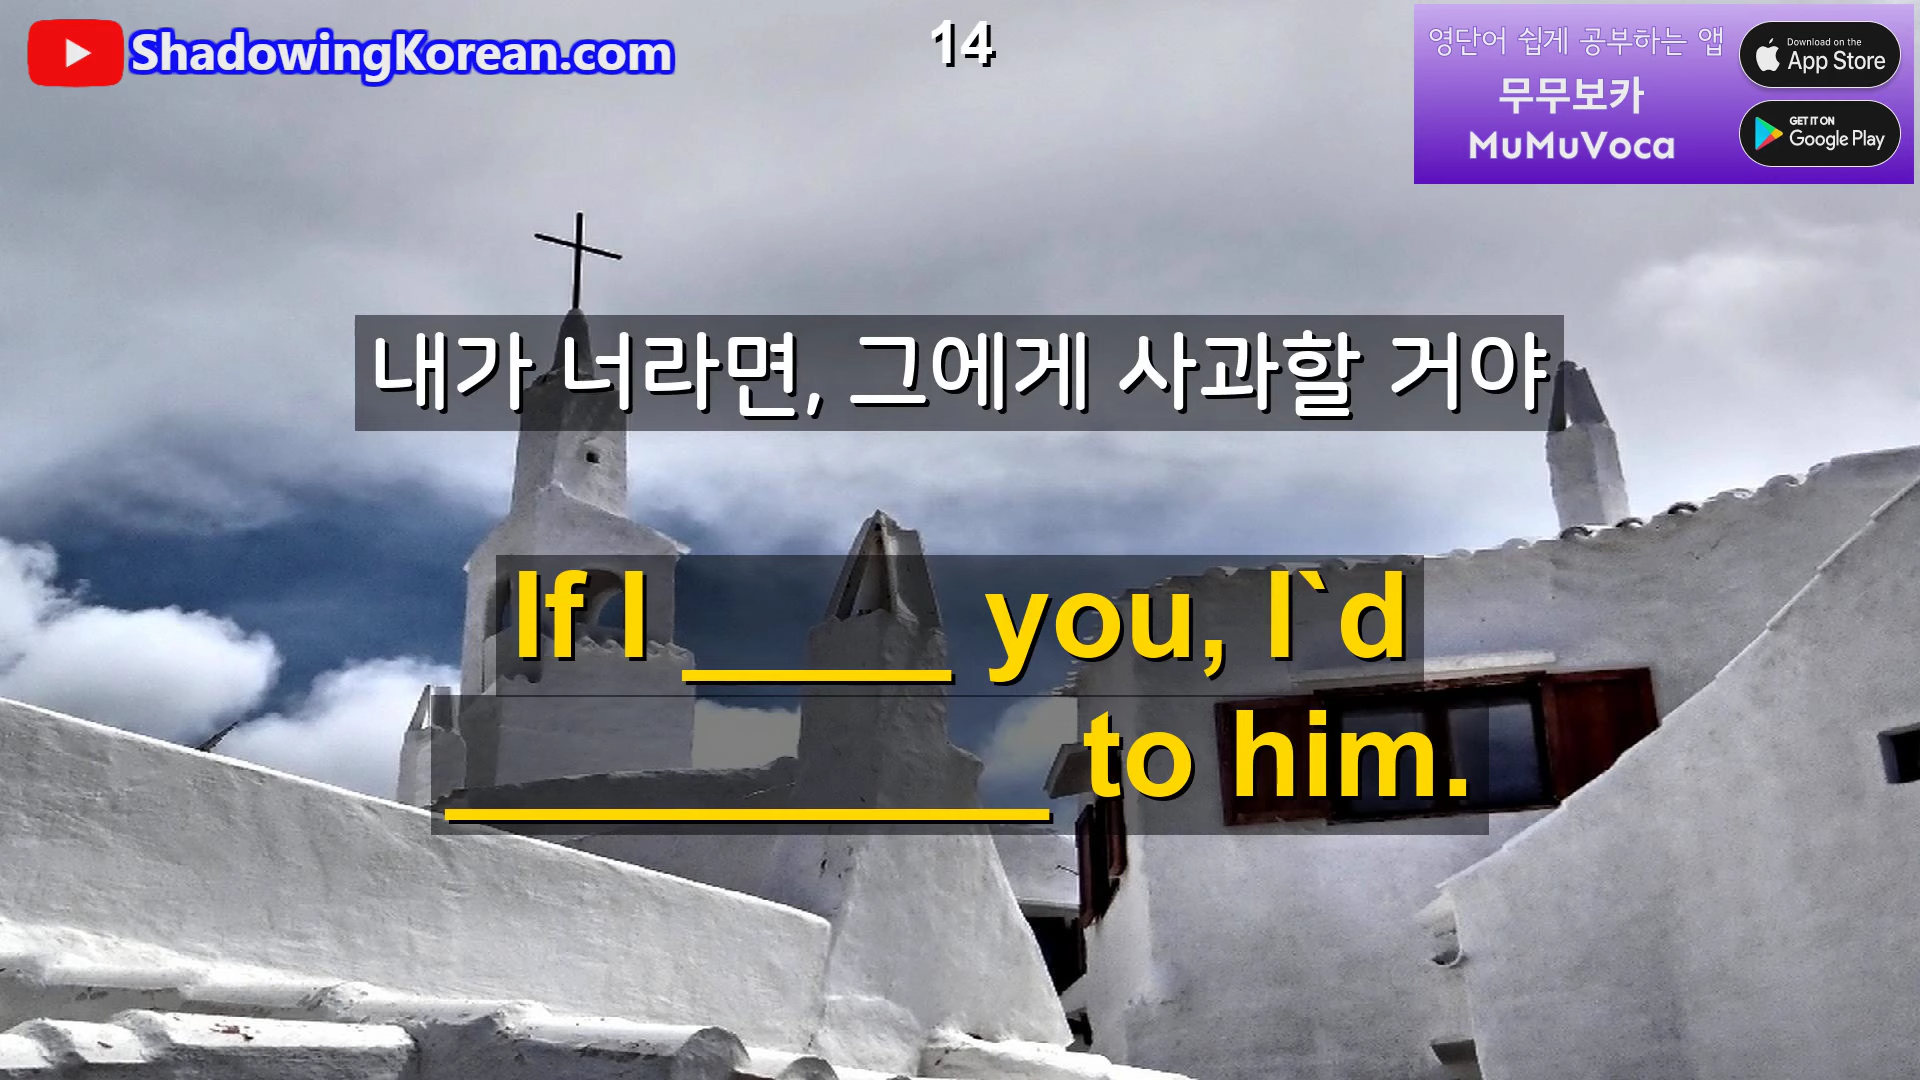 ShadowingKorean.com
14
영단어 쉽게 공부하는 앱
무무보카
MuMuVoca
Download on the
App Store
GET IT ON
Google Play
내가 너라면, 그에게 사과할 거야
If I ____ you, I`d
_________ to him.